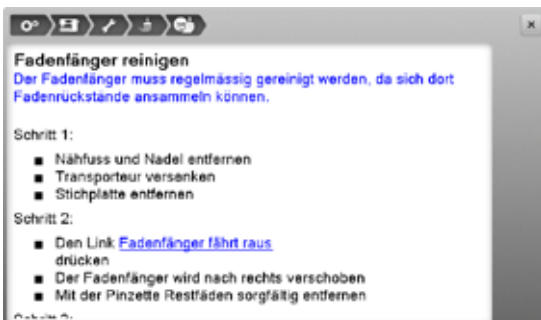 Fadenfänger reinigen
Der Fadenfänger muss regelmässig gereinigt werden, da sich dort
Fadenrückstände ansammeln können.
Schritt 1:
Nähfuss und Nadel entfernen
Transporteur versenken
Stichplatte entfernen
Schritt 2:
Den Link Fadenfänger fährt raus
drücken
Der Fadenfänger wird nach rechts verschoben
Mit der Pinzette Restfäden sorgfältig entfernen